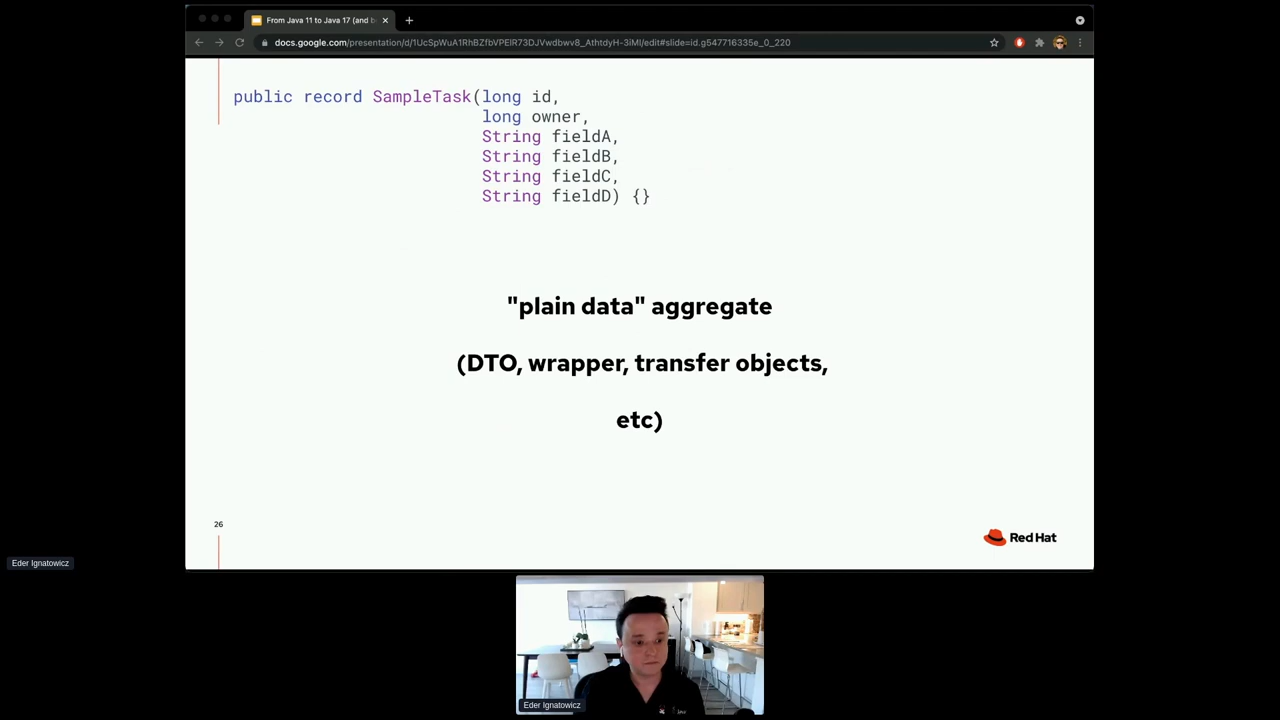 From Java 11 to Java 17 (and b
docs.google.com/presentation/d/1UcSpWuA1RhBZfbVPElR73DJVwdbwv8_AthtdyH-3iMI/edit#slide=id.g547716335e_0_220
public record SampleTask(long id,
long owner,
String fieldA,
String fieldB,
String fieldC,
String fieldD) {}
"plain data" aggregate
(DTO, wrapper, transfer objects,
etc)
26
Red Hat
Eder Ignatowicz
Eder Ignatowicz